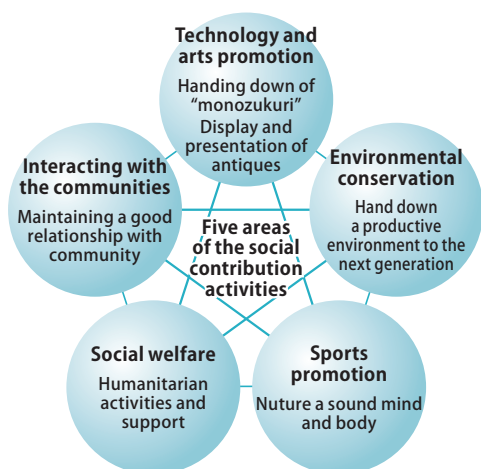 Technology and
arts promotion
Handing down of
“monozukuri”
Display and
presentation of
antiques
Interacting with
the communities
Maintaining a good
relationship with
community
Environmental
conservation
Hand down
a productive
environment to the
next generation
Five areas
of the social
contribution
activities
Social welfare
Humanitarian
activities and
support
Sports
promotion
Nuture a sound mind
and body